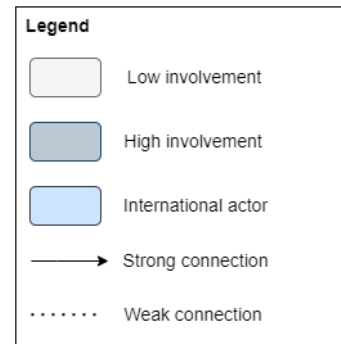 Legend
Low involvement
High involvement
International actor
Strong connection
Weak connection